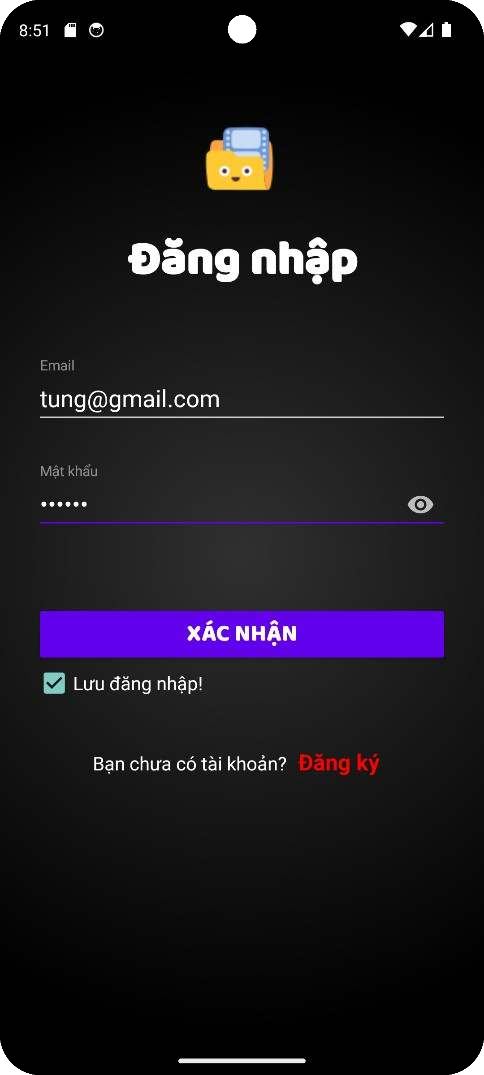 8:51
Đăng nhập
Email
tung@gmail.com
Mật khẩu
••••••
XÁC NHẬN
Lưu đăng nhập!
Bạn chưa có tài khoản? Đăng ký